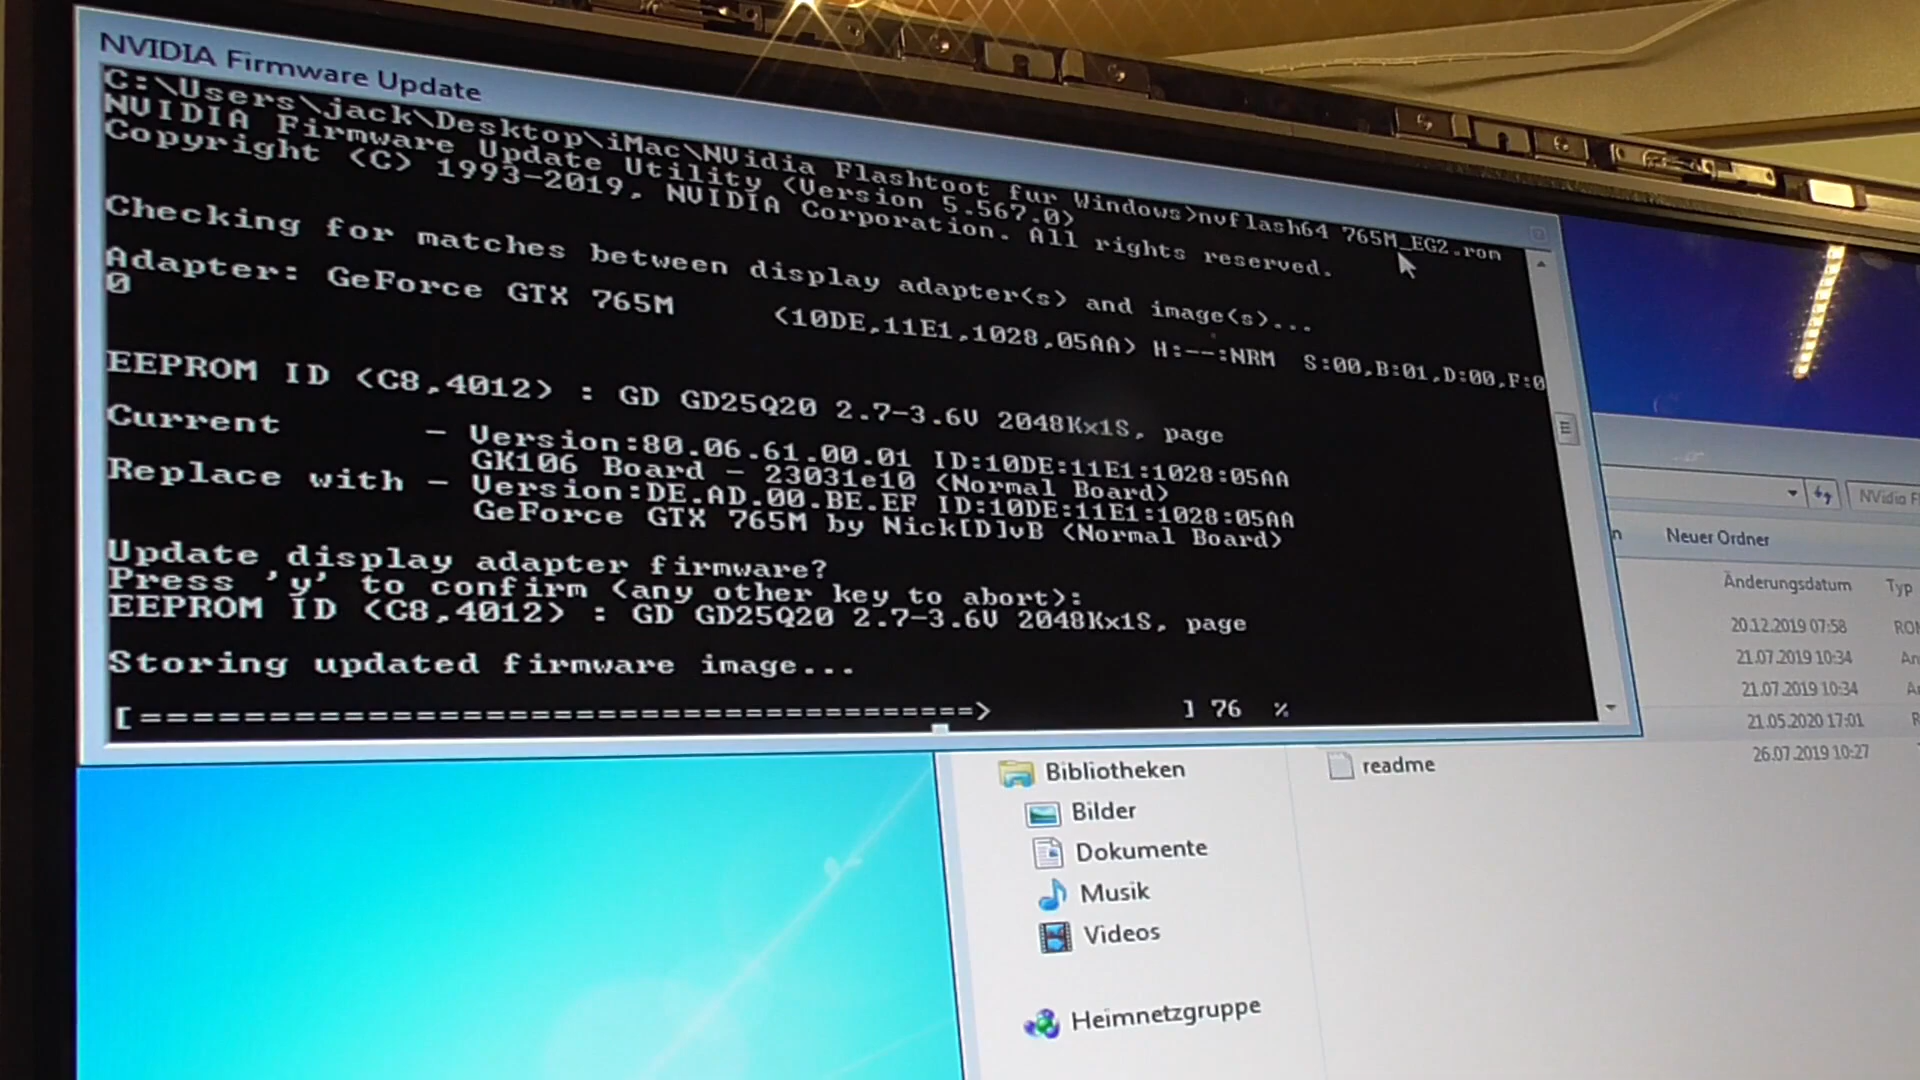 NVIDIA Firmware Update
C:\Users\jack\Desktop\iMac\NVidia Flashtoot fur Windows>nvflash64 765M_EG2.rom
NVIDIA Firmware Update Utility (Version 5.567.0)
Copyright (C) 1993-2019, NVIDIA Corporation. All rights reserved.
Checking for matches between display adapter(s) and image(s)...
Adapter: GeForce GTX 765M (10DE,11E1,1028,05AA) H:--:NRM S:00,B:01,D:00,F:0
0
EEPROM ID (C8,4012) : GD GD25Q20 2.7-3.6V 2048Kx1S, page
Current - Version:80.06.61.00.01 ID:10DE:11E1:1028:05AA
GK106 Board - 23031e10 (Normal Board)
Replace with - Version:DE.AD.00.BE.EF ID:10DE:11E1:1028:05AA
GeForce GTX 765M by Nick[D]vB (Normal Board)
Update display adapter firmware?
Press 'y' to confirm (any other key to abort):
EEPROM ID (C8,4012) : GD GD25Q20 2.7-3.6V 2048Kx1S, page
Storing updated firmware image...
[================================================> ] 76 %
NVidia F
n Neuer Ordner
Änderungsdatum Typ
20.12.2019 07:58 RO
21.07.2019 10:34 An
21.07.2019 10:34 A
21.05.2020 17:01 R
26.07.2019 10:27
readme
Bibliotheken
Bilder
Dokumente
Musik
Videos
Heimnetzgruppe